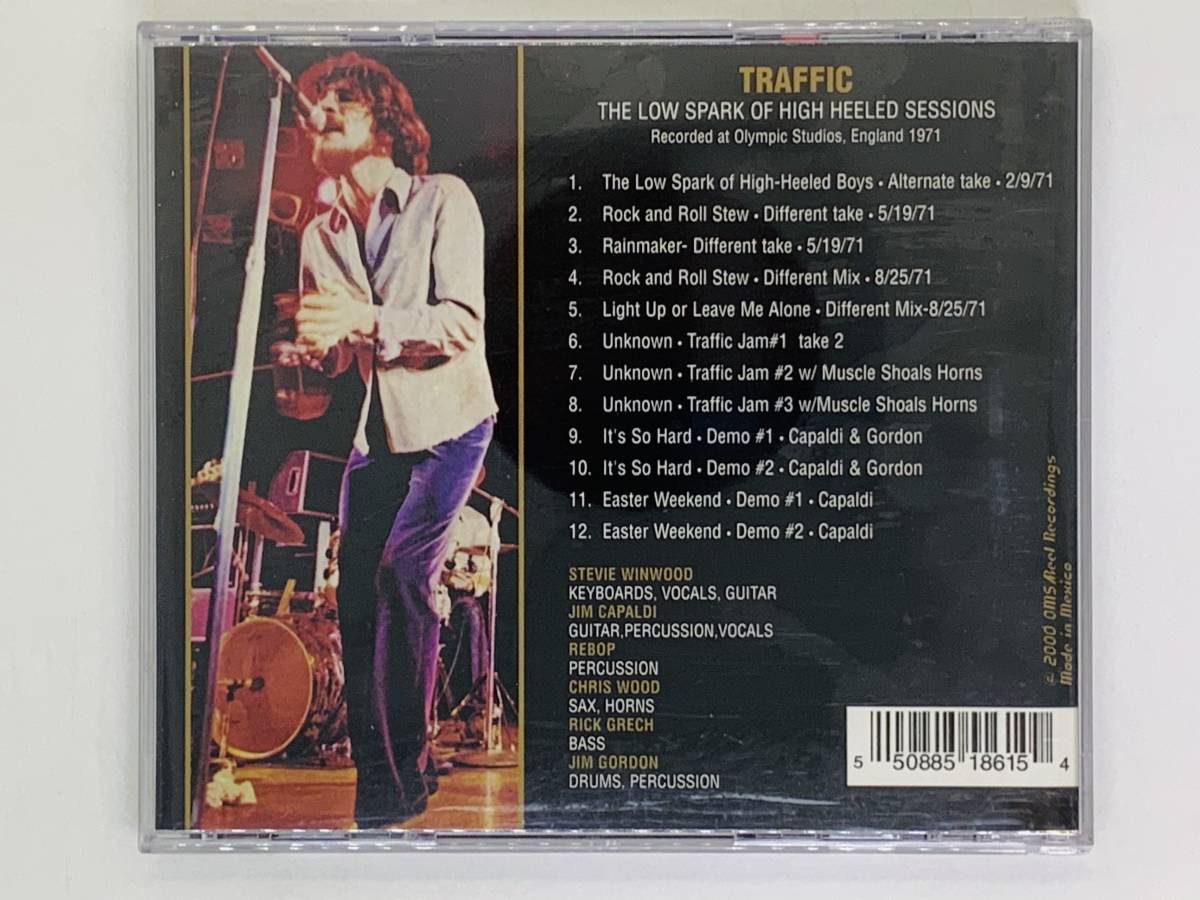 TRAFFIC
THE LOW SPARK OF HIGH HEELED SESSIONS
Recorded at Olympic Studios, England 1971
1. The Low Spark of High-Heeled Boys • Alternate take • 2/9/71
2. Rock and Roll Stew • Different take • 5/19/71
3. Rainmaker- Different take • 5/19/71
4. Rock and Roll Stew • Different Mix • 8/25/71
5. Light Up or Leave Me Alone • Different Mix-8/25/71
6. Unknown • Traffic Jam#1 take 2
7. Unknown • Traffic Jam #2 w/ Muscle Shoals Horns
8. Unknown • Traffic Jam #3 w/Muscle Shoals Horns
9. It's So Hard • Demo #1 • Capaldi & Gordon
10. It's So Hard • Demo #2 • Capaldi & Gordon
11. Easter Weekend • Demo #1 • Capaldi
12. Easter Weekend • Demo #2 • Capaldi
STEVIE WINWOOD
KEYBOARDS, VOCALS, GUITAR
JIM CAPALDI
GUITAR,PERCUSSION,VOCALS
REBOP
PERCUSSION
CHRIS WOOD
SAX, HORNS
RICK GRECH
BASS
JIM GORDON
DRUMS, PERCUSSION
© 2000 OMS/Reel Recordings
Made in Mexico
5 50885 18615 4